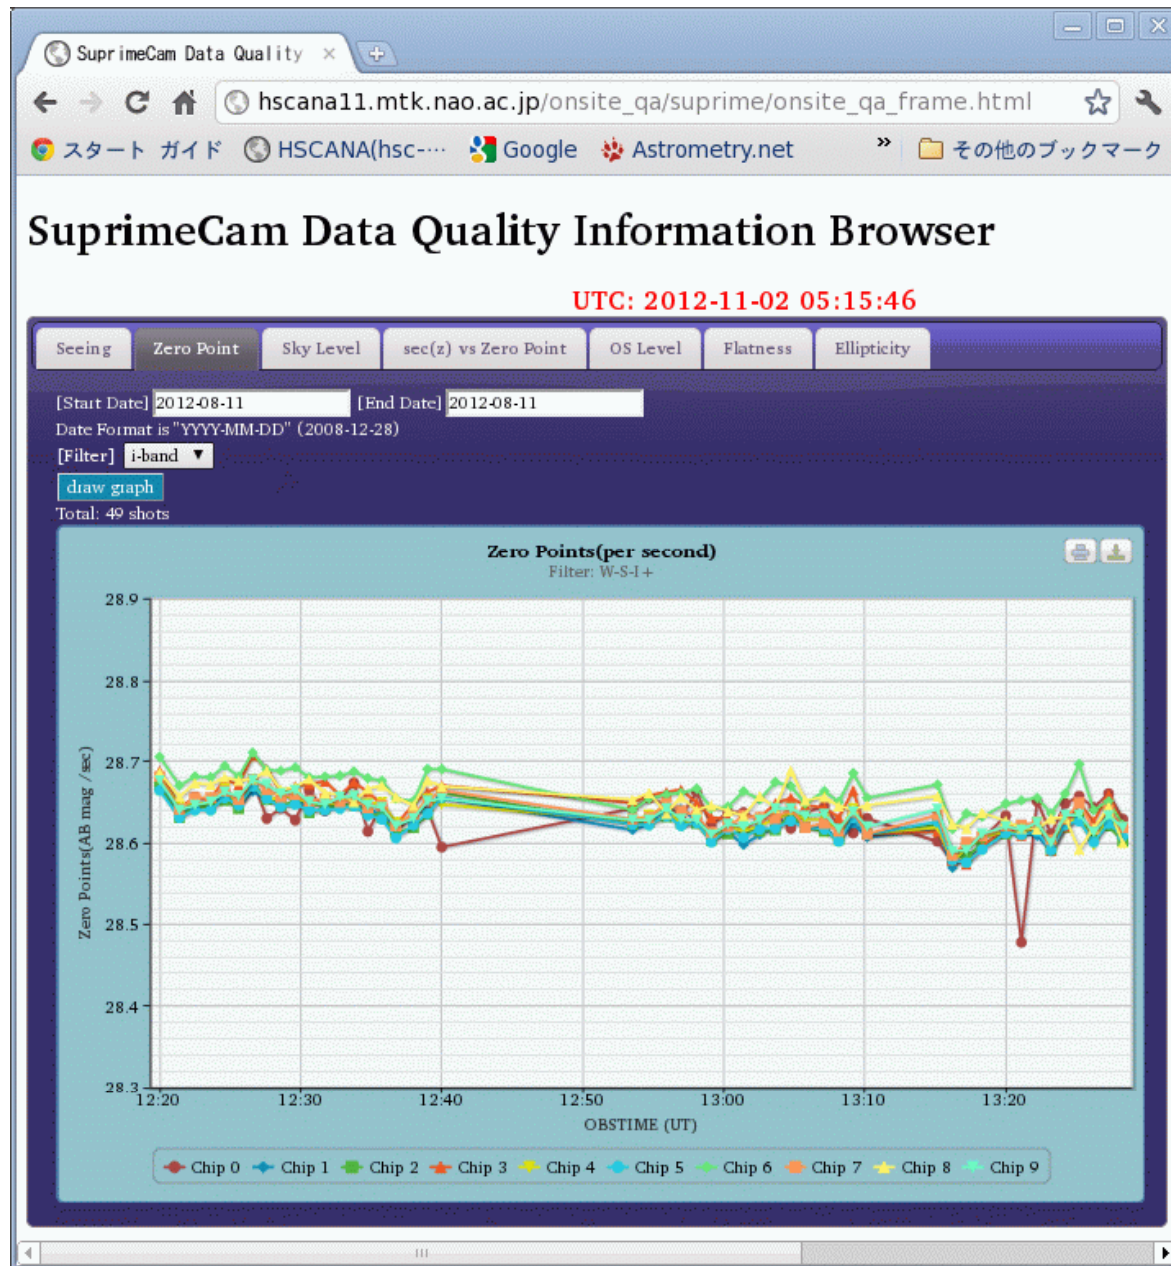 SuprimeCam Data Quality
hscana11.mtk.nao.ac.jp/onsite_qa/suprime/onsite_qa_frame.html
スタート ガイド HSCANA(hsc-… Google Astrometry.net » その他のブックマーク
SuprimeCam Data Quality Information Browser
UTC: 2012-11-02 05:15:46
Seeing Zero Point Sky Level sec(z) vs Zero Point OS Level Flatness Ellipticity
[Start Date] 2012-08-11 [End Date] 2012-08-11
Date Format is "YYYY-MM-DD" (2008-12-28)
[Filter] i-band
draw graph
Total: 49 shots
Zero Points(per second)
Filter: W-S-I+
Zero Points(AB mag /sec)
28.9
28.8
28.7
28.6
28.5
28.4
28.3
12:20 12:30 12:40 12:50 13:00 13:10 13:20
OBSTIME (UT)
Chip 0 Chip 1 Chip 2 Chip 3 Chip 4 Chip 5 Chip 6 Chip 7 Chip 8 Chip 9